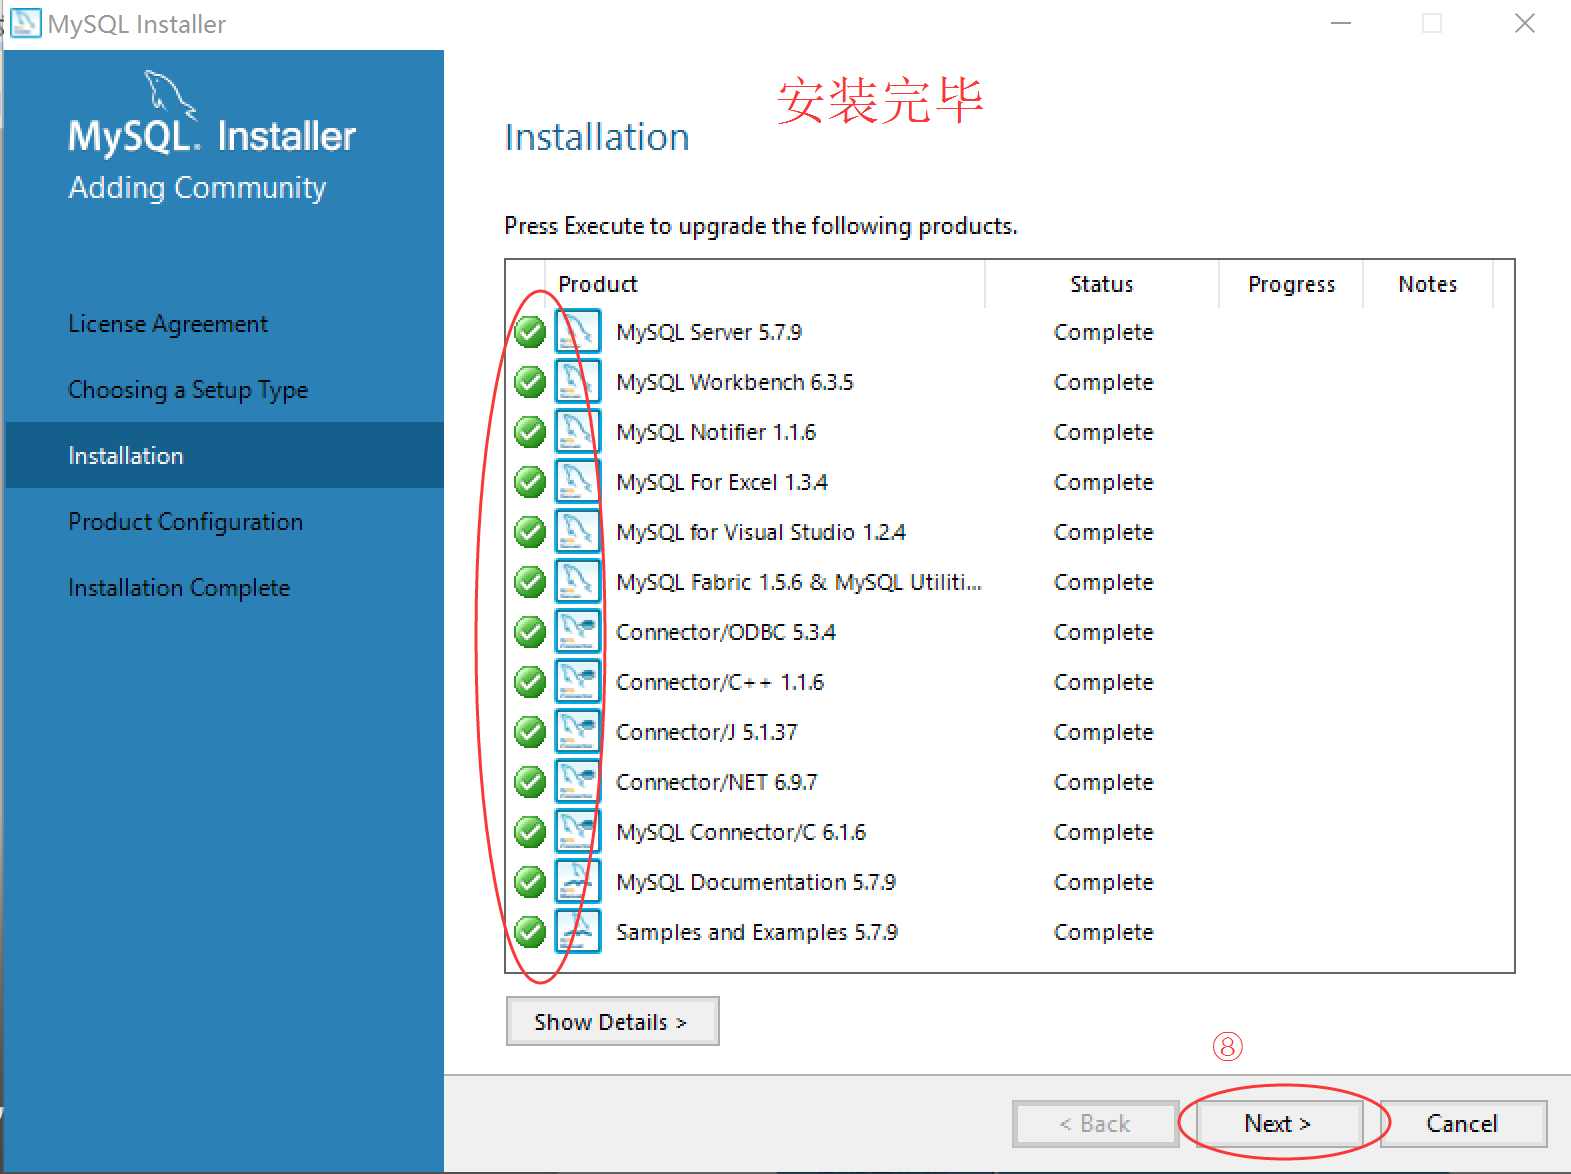 MySQL Installer
MySQL. Installer
Adding Community
License Agreement
Choosing a Setup Type
Installation
Product Configuration
Installation Complete
安装完毕
Installation
Press Execute to upgrade the following products.
Product Status Progress Notes
MySQL Server 5.7.9 Complete
MySQL Workbench 6.3.5 Complete
MySQL Notifier 1.1.6 Complete
MySQL For Excel 1.3.4 Complete
MySQL for Visual Studio 1.2.4 Complete
MySQL Fabric 1.5.6 & MySQL Utiliti... Complete
Connector/ODBC 5.3.4 Complete
Connector/C++ 1.1.6 Complete
Connector/J 5.1.37 Complete
Connector/NET 6.9.7 Complete
MySQL Connector/C 6.1.6 Complete
MySQL Documentation 5.7.9 Complete
Samples and Examples 5.7.9 Complete
Show Details >
⑧
< Back Next > Cancel